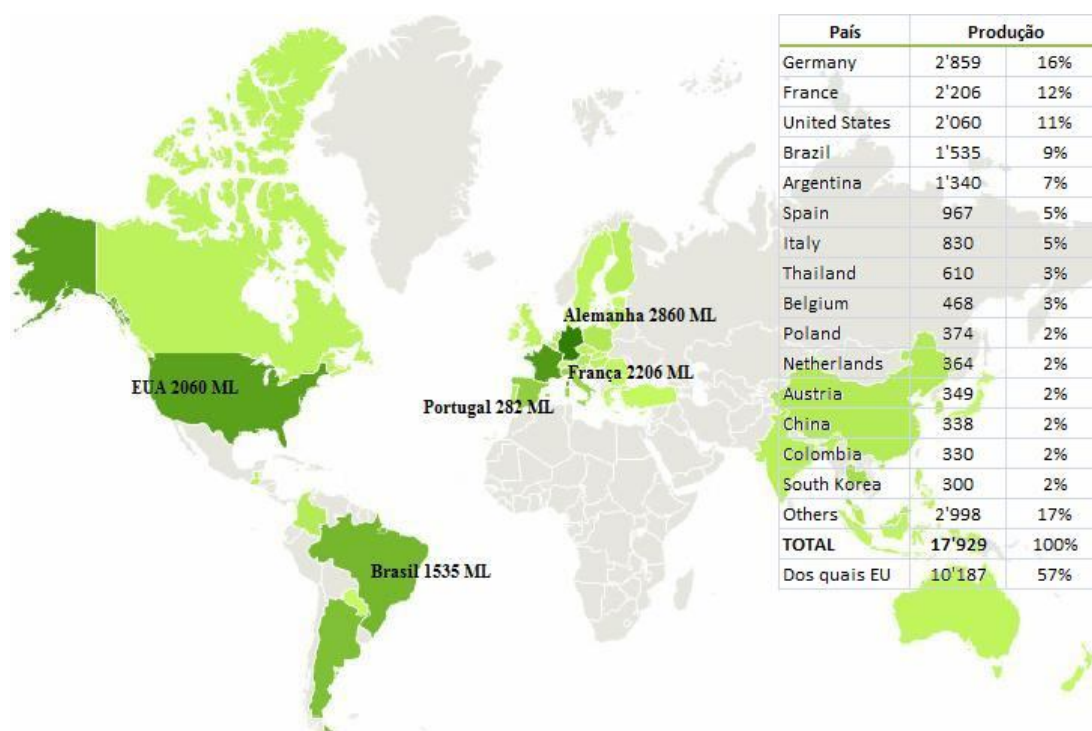 País Produção
Germany 2'859 16%
France 2'206 12%
United States 2'060 11%
Brazil 1'535 9%
Argentina 1'340 7%
Spain 967 5%
Italy 830 5%
Thailand 610 3%
Belgium 468 3%
Poland 374 2%
Netherlands 364 2%
Austria 349 2%
China 338 2%
Colombia 330 2%
South Korea 300 2%
Others 2'998 17%
TOTAL 17'929 100%
Dos quais EU 10'187 57%
Alemanha 2860 ML
França 2206 ML
EUA 2060 ML
Portugal 282 ML
Brasil 1535 ML